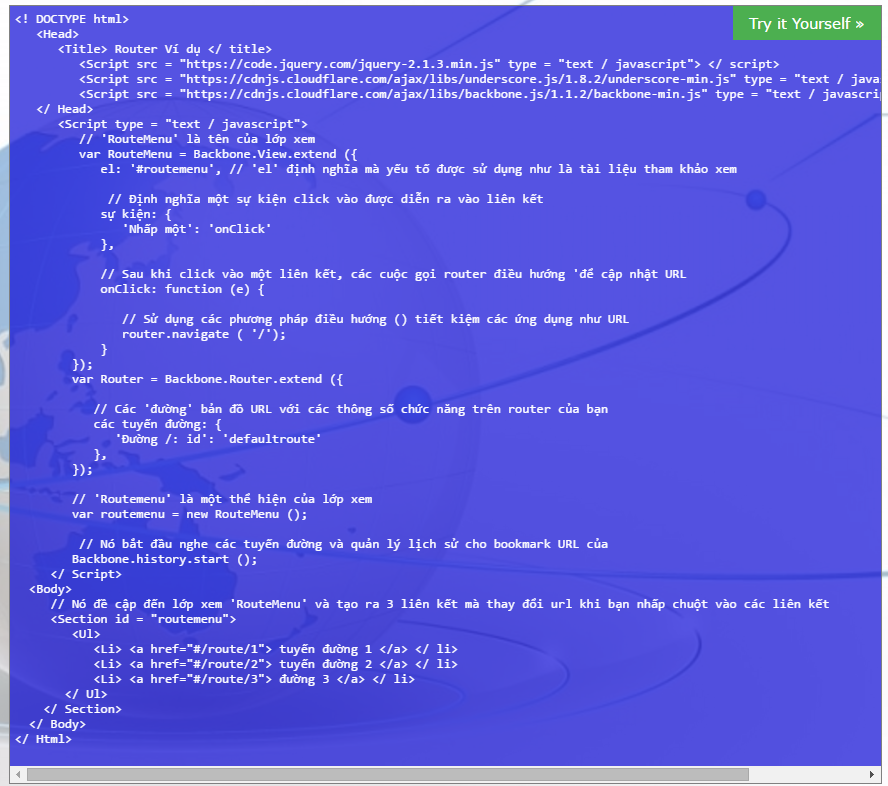 <! DOCTYPE html>
Try it Yourself »
<Head>
<Title> Router Ví dụ </ title>
<Script src = "https://code.jquery.com/jquery-2.1.3.min.js" type = "text / javascript"> </ script>
<Script src = "https://cdnjs.cloudflare.com/ajax/libs/underscore.js/1.8.2/underscore-min.js" type = "text / java
<Script src = "https://cdnjs.cloudflare.com/ajax/libs/backbone.js/1.1.2/backbone-min.js" type = "text / javascri
</ Head>
<Script type = "text / javascript">
// 'RouteMenu' là tên của lớp xem
var RouteMenu = Backbone.View.extend ({
el: '#routemenu', // 'el' định nghĩa mà yếu tố được sử dụng như là tài liệu tham khảo xem
// Định nghĩa một sự kiện click vào được diễn ra vào liên kết
sự kiện: {
'Nhấp một': 'onClick'
},
// Sau khi click vào một liên kết, các cuộc gọi router điều hướng 'để cập nhật URL
onClick: function (e) {
// Sử dụng các phương pháp điều hướng () tiết kiệm các ứng dụng như URL
router.navigate ( '/');
}
});
var Router = Backbone.Router.extend ({
// Các 'đường' bản đồ URL với các thông số chức năng trên router của bạn
các tuyến đường: {
'Đường /: id': 'defaultroute'
},
});
// 'Routemenu' là một thể hiện của lớp xem
var routemenu = new RouteMenu ();
// Nó bắt đầu nghe các tuyến đường và quản lý lịch sử cho bookmark URL của
Backbone.history.start ();
</ Script>
<Body>
// Nó đề cập đến lớp xem 'RouteMenu' và tạo ra 3 liên kết mà thay đổi url khi bạn nhấp chuột vào các liên kết
<Section id = "routemenu">
<Ul>
<Li> <a href="#/route/1"> tuyến đường 1 </a> </ li>
<Li> <a href="#/route/2"> tuyến đường 2 </a> </ li>
<Li> <a href="#/route/3"> đường 3 </a> </ li>
</ Ul>
</ Section>
</ Body>
</ Html>